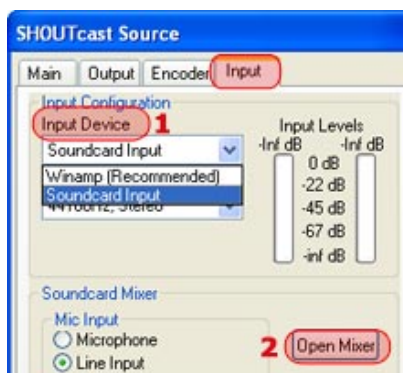 SHOUTcast Source
Main Output Encoder Input
Input Configuration
Input Device 1
Soundcard Input
Winamp (Recommended)
Soundcard Input
44100Hz, Stereo
Input Levels
-Inf dB -Inf dB
0 dB
-22 dB
-45 dB
-67 dB
-inf dB
Soundcard Mixer
Mic Input
Microphone
Line Input
2 Open Mixer